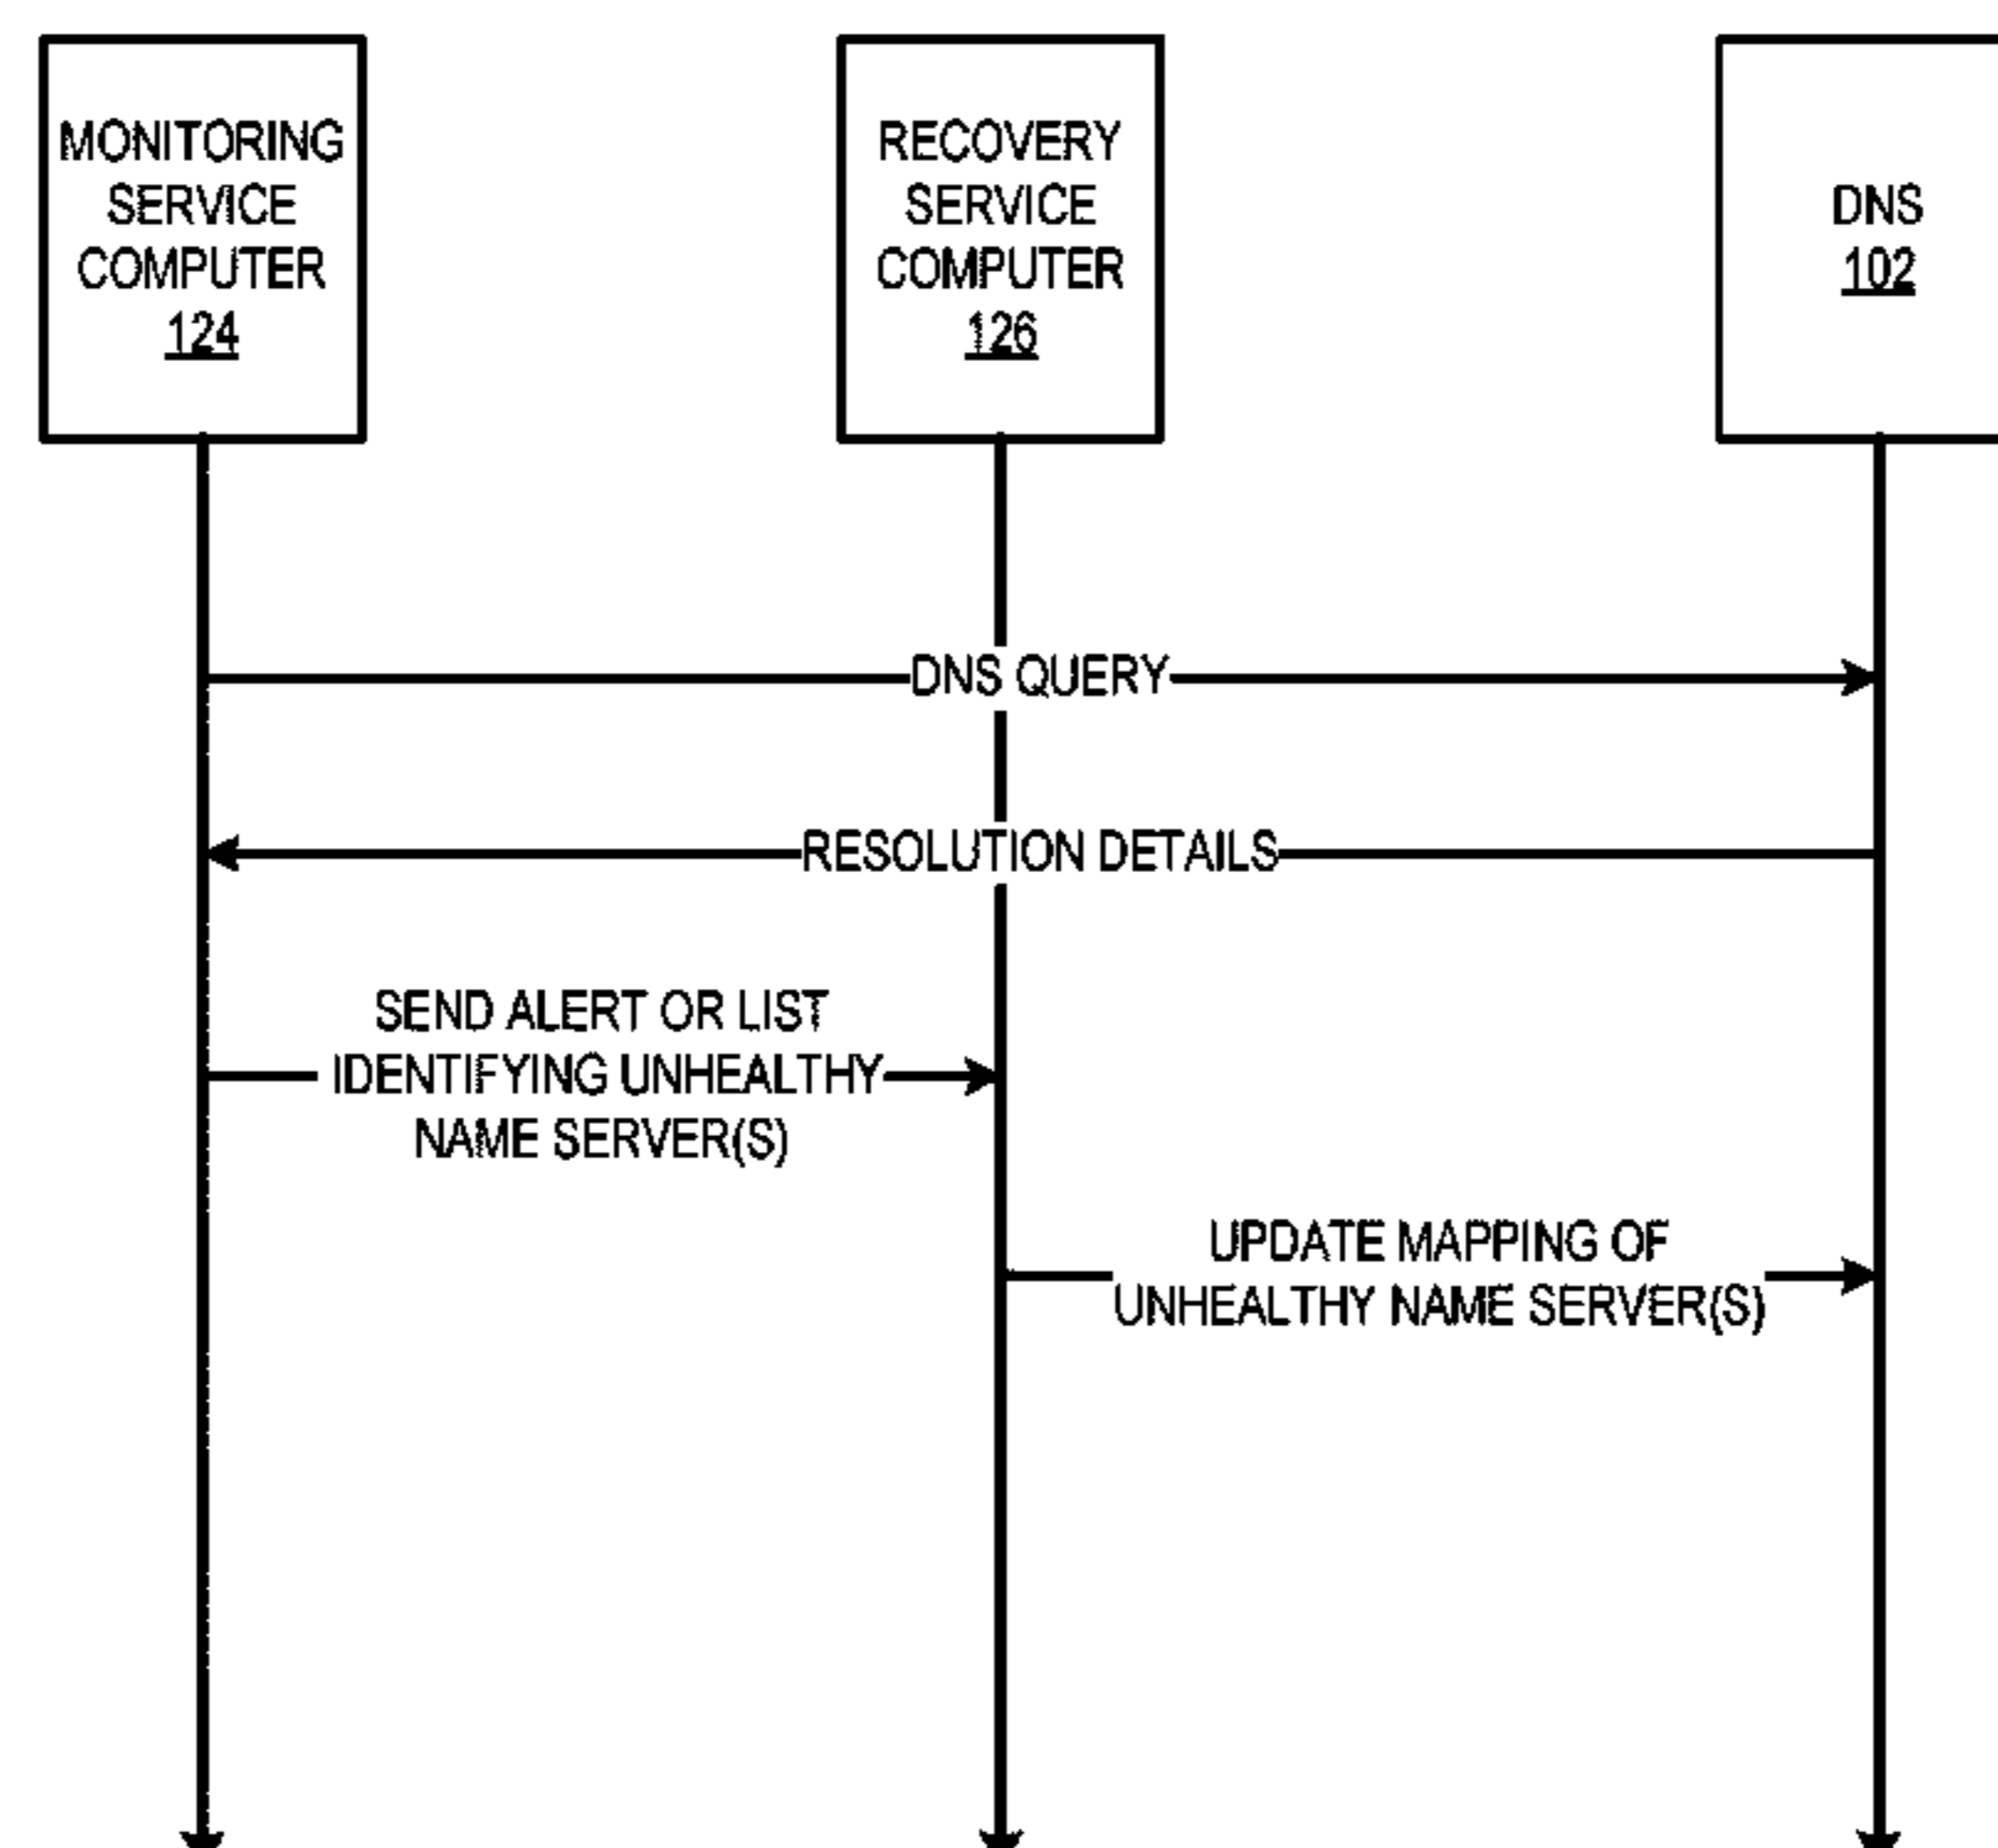 MONITORING
SERVICE
COMPUTER
124
RECOVERY
SERVICE
COMPUTER
126
DNS
102
DNS QUERY
RESOLUTION DETAILS
SEND ALERT OR LIST
IDENTIFYING UNHEALTHY
NAME SERVER(S)
UPDATE MAPPING OF
UNHEALTHY NAME SERVER(S)